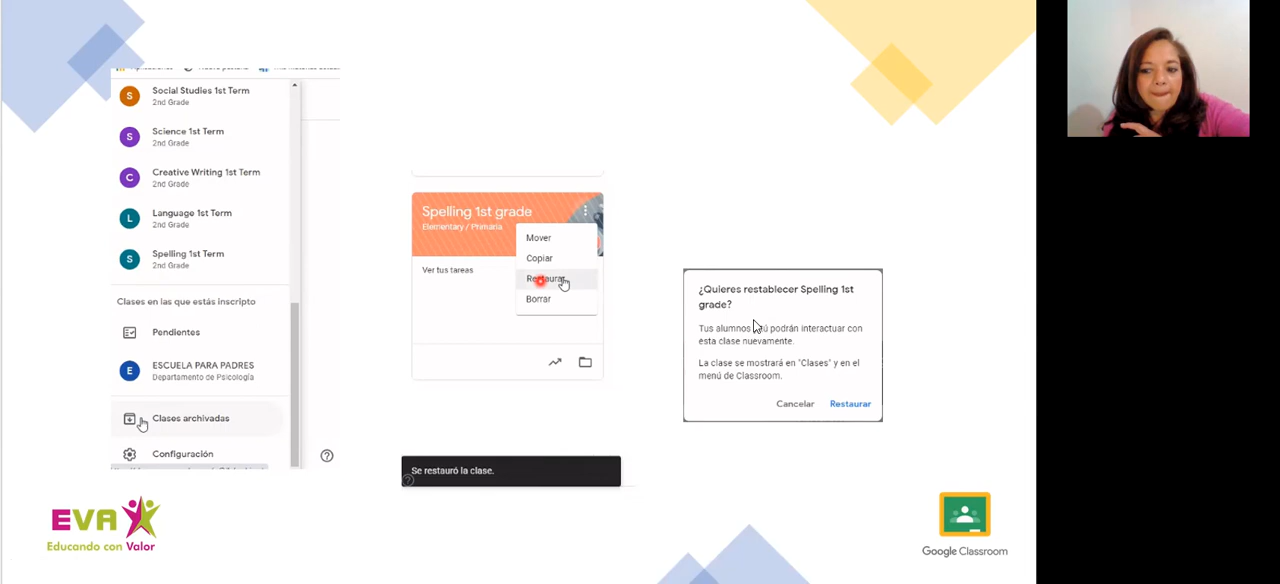 S
Social Studies 1st Term
2nd Grade
S
Science 1st Term
2nd Grade
C
Creative Writing 1st Term
2nd Grade
L
Language 1st Term
2nd Grade
S
Spelling 1st Term
2nd Grade
Clases en las que estás inscripto
Pendientes
E
ESCUELA PARA PADRES
Departamento de Psicología
Clases archivadas
Configuración
?
Spelling 1st grade
Elementary / Primaria
Ver tus tareas
Mover
Copiar
Restaurar
Borrar
Se restauró la clase.
?
¿Quieres restablecer Spelling 1st
grade?
Tus alumnos tú podrán interactuar con
esta clase nuevamente.
La clase se mostrará en "Clases" y en el
menú de Classroom.
Cancelar Restaurar
EVA
Educando con Valor
Google Classroom